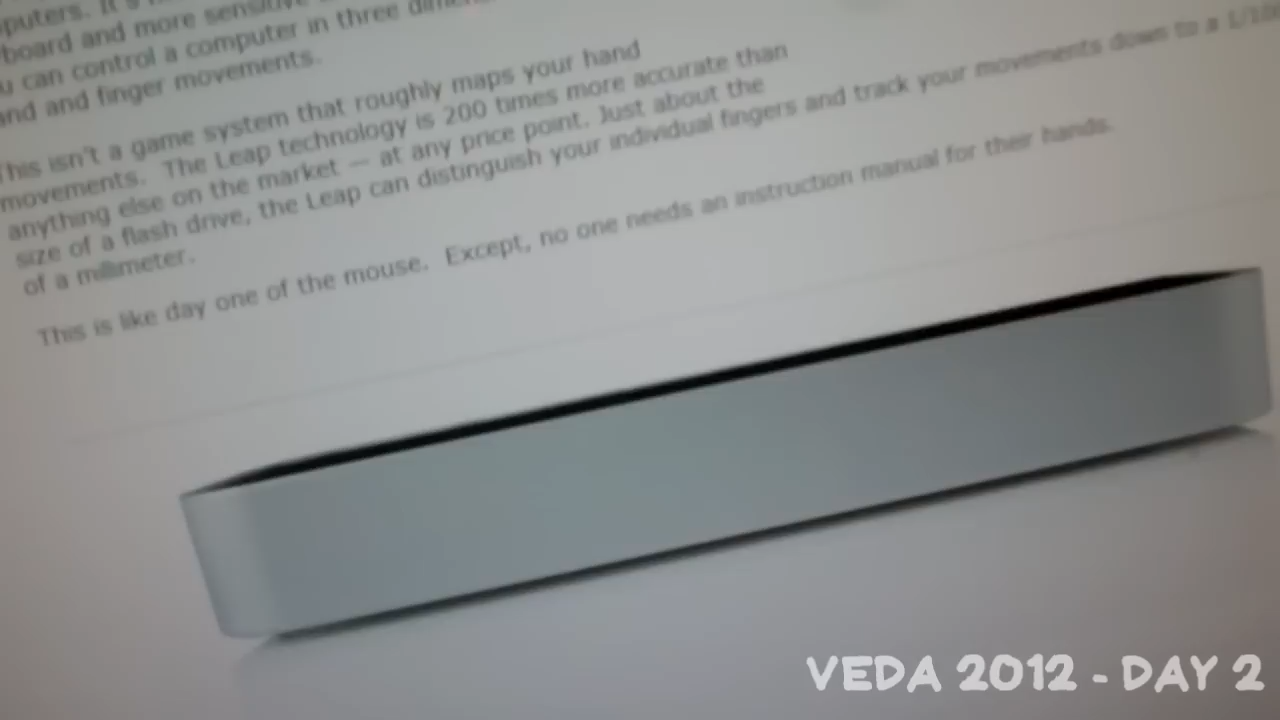 puters. It's
board and more sensitive
u can control a computer in three
and and finger movements.
This isn't a game system that roughly maps your hand
movements. The Leap technology is 200 times more accurate than
anything else on the market — at any price point. Just about the
size of a flash drive, the Leap can distinguish your individual fingers and track your movements down to a
of a millimeter.
This is like day one of the mouse. Except, no one needs an instruction manual for their hands.
VEDA 2012 - DAY 2